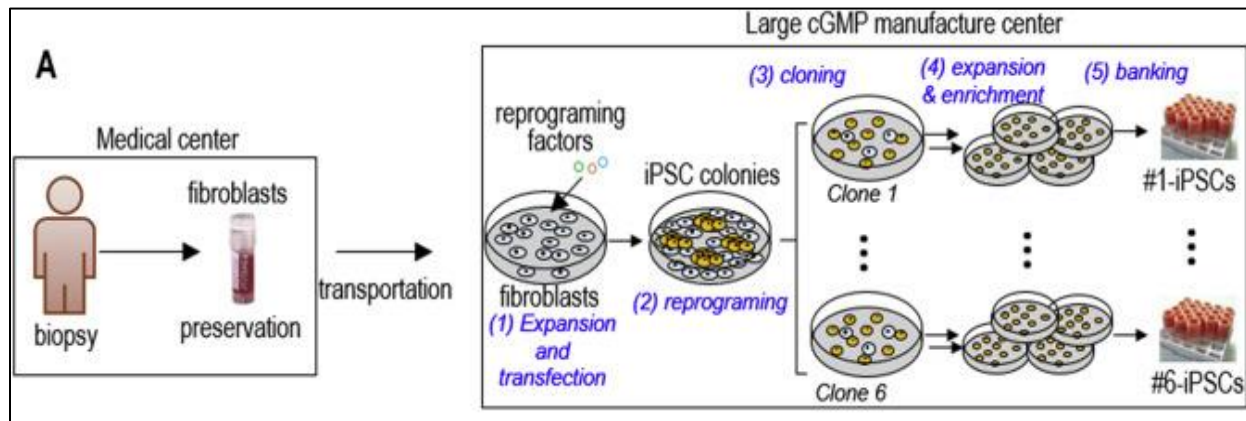 Large cGMP manufacture center
A
Medical center
biopsy
fibroblasts
preservation
transportation
reprograming
factors
fibroblasts
(1) Expansion
and
transfection
iPSC colonies
(2) reprograming
(3) cloning
Clone 1
Clone 6
(4) expansion
& enrichment
(5) banking
#1-iPSCs
#6-iPSCs